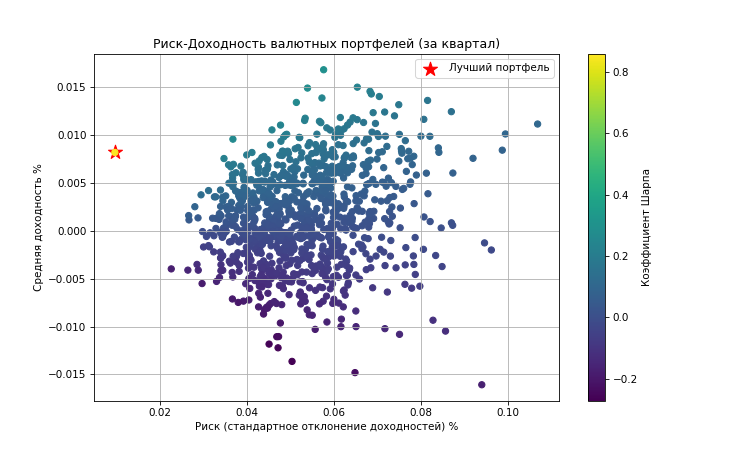 Риск-Доходность валютных портфелей (за квартал)
Лучший портфель
0.015
0.010
0.005
0.000
−0.005
−0.010
−0.015
Средняя доходность %
0.02 0.04 0.06 0.08 0.10
Риск (стандартное отклонение доходностей) %
0.8
0.6
0.4
0.2
0.0
−0.2
Коэффициент Шарпа